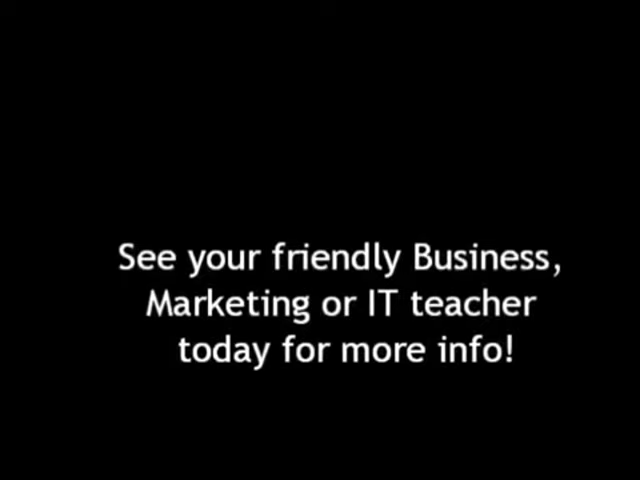 See your friendly Business,
Marketing or IT teacher
today for more info!